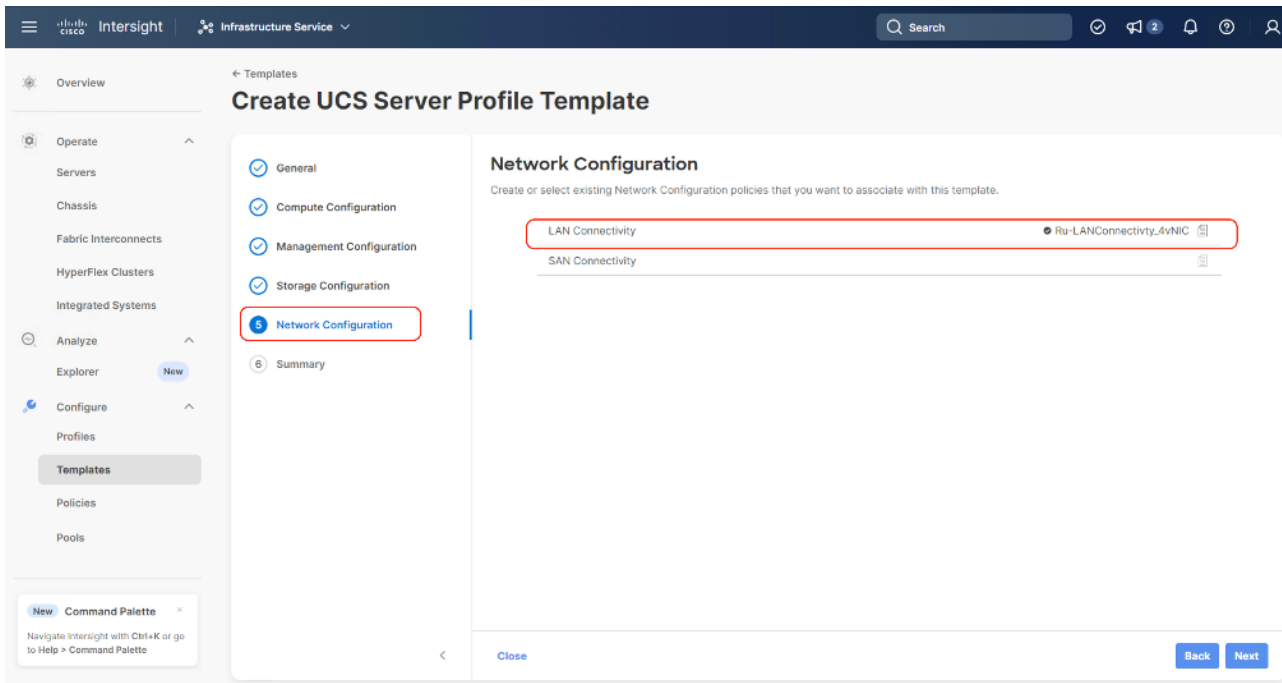 cisco Intersight
Infrastructure Service
Search
2
Overview
Operate
Servers
Chassis
Fabric Interconnects
HyperFlex Clusters
Integrated Systems
Analyze
Explorer New
Configure
Profiles
Templates
Policies
Pools
New Command Palette ×
Navigate Intersight with Ctrl+K or go
to Help > Command Palette
← Templates
Create UCS Server Profile Template
General
Compute Configuration
Management Configuration
Storage Configuration
5 Network Configuration
6 Summary
Network Configuration
Create or select existing Network Configuration policies that you want to associate with this template.
LAN Connectivity Ru-LANConnectivty_4vNIC
SAN Connectivity
<
Close Back Next